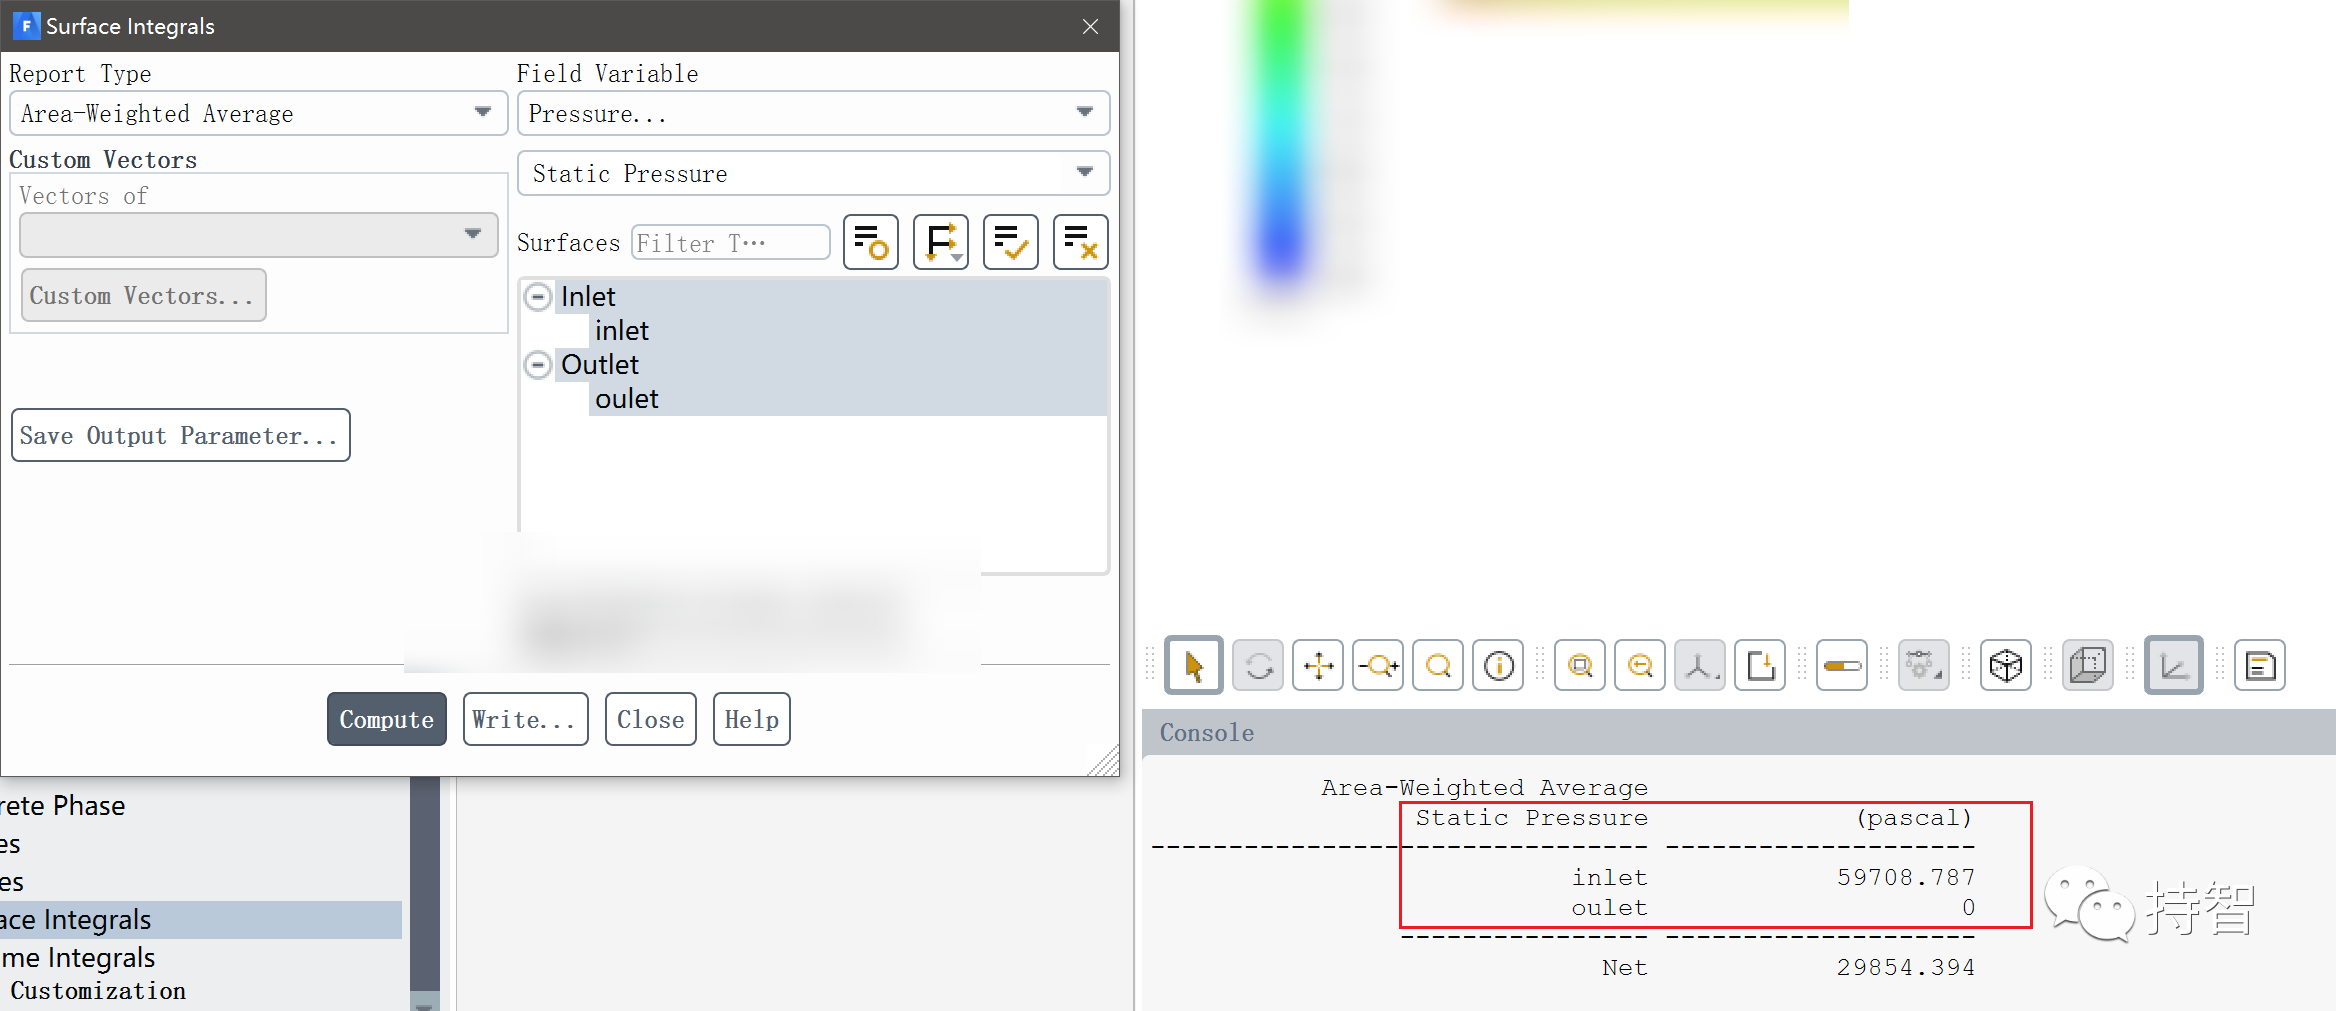 Surface Integrals
Report Type
Area-Weighted Average
Custom Vectors
Vectors of
Custom Vectors...
Save Output Parameter...
Field Variable
Pressure...
Static Pressure
Surfaces
Filter T...
Inlet
inlet
Outlet
oulet
Compute
Write...
Close
Help
rete Phase
es
es
ace Integrals
me Integrals
Customization
Console
Area-Weighted Average
Static Pressure (pascal)
-------------------------------- --------------------
inlet 59708.787
oulet 0
---------------- --------------------
Net 29854.394
持智